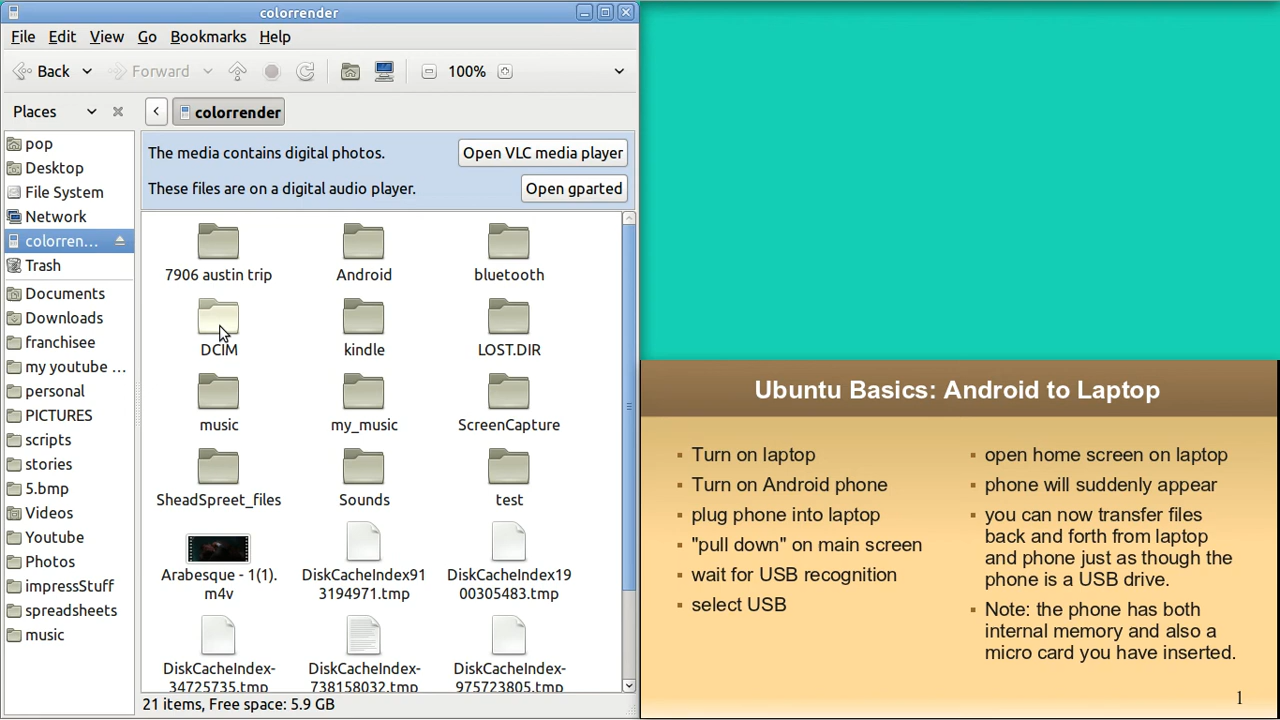 colorrender
File Edit View Go Bookmarks Help
Back Forward 100%
Places
colorrender
pop
Desktop
File System
Network
colorren...
Trash
Documents
Downloads
franchisee
my youtube ...
personal
PICTURES
scripts
stories
5.bmp
Videos
Youtube
Photos
impressStuff
spreadsheets
music
The media contains digital photos. Open VLC media player
These files are on a digital audio player. Open gparted
7906 austin trip Android bluetooth
DCIM kindle LOST.DIR
music my_music ScreenCapture
SheadSpreet_files Sounds test
Arabesque - 1(1). DiskCacheIndex91 DiskCacheIndex19
m4v 3194971.tmp 00305483.tmp
DiskCacheIndex- DiskCacheIndex- DiskCacheIndex-
34725735.tmp 738158032.tmp 975723805.tmp
21 items, Free space: 5.9 GB
Ubuntu Basics: Android to Laptop
Turn on laptop
Turn on Android phone
plug phone into laptop
"pull down" on main screen
wait for USB recognition
select USB
open home screen on laptop
phone will suddenly appear
you can now transfer files
back and forth from laptop
and phone just as though the
phone is a USB drive.
Note: the phone has both
internal memory and also a
micro card you have inserted.
1